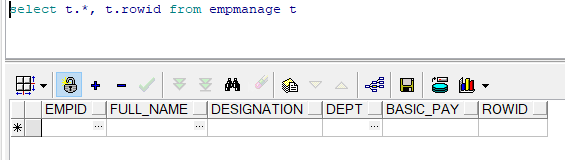 select t.*, t.rowid from empmanage t
EMPID FULL_NAME DESIGNATION DEPT BASIC_PAY ROWID